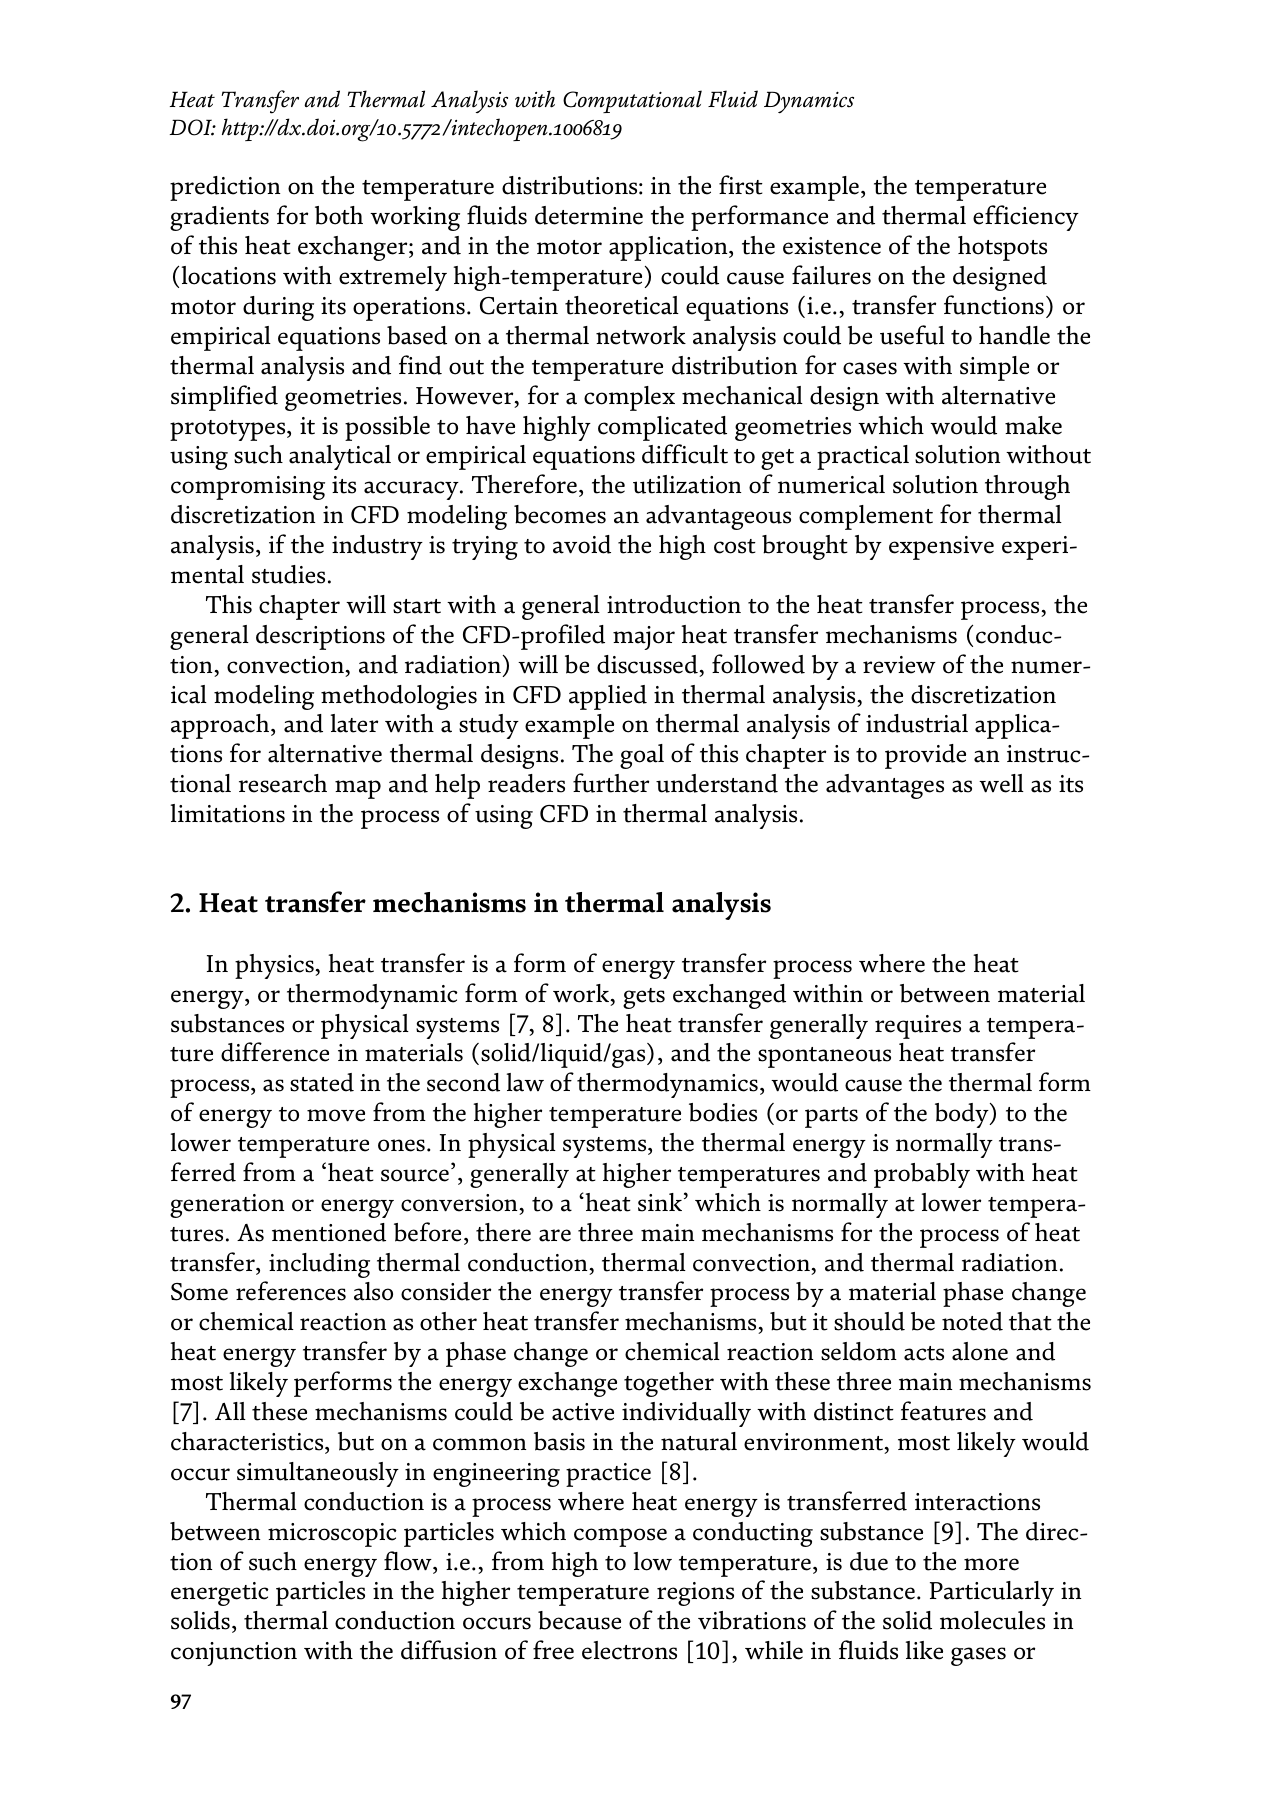 Heat Transfer and Thermal Analysis with Computational Fluid Dynamics
DOI: http://dx.doi.org/10.5772/intechopen.1006819
prediction on the temperature distributions: in the first example, the temperature
gradients for both working fluids determine the performance and thermal efficiency
of this heat exchanger; and in the motor application, the existence of the hotspots
(locations with extremely high-temperature) could cause failures on the designed
motor during its operations. Certain theoretical equations (i.e., transfer functions) or
empirical equations based on a thermal network analysis could be useful to handle the
thermal analysis and find out the temperature distribution for cases with simple or
simplified geometries. However, for a complex mechanical design with alternative
prototypes, it is possible to have highly complicated geometries which would make
using such analytical or empirical equations difficult to get a practical solution without
compromising its accuracy. Therefore, the utilization of numerical solution through
discretization in CFD modeling becomes an advantageous complement for thermal
analysis, if the industry is trying to avoid the high cost brought by expensive experi-
mental studies.
This chapter will start with a general introduction to the heat transfer process, the
general descriptions of the CFD-profiled major heat transfer mechanisms (conduc-
tion, convection, and radiation) will be discussed, followed by a review of the numer-
ical modeling methodologies in CFD applied in thermal analysis, the discretization
approach, and later with a study example on thermal analysis of industrial applica-
tions for alternative thermal designs. The goal of this chapter is to provide an instruc-
tional research map and help readers further understand the advantages as well as its
limitations in the process of using CFD in thermal analysis.
2. Heat transfer mechanisms in thermal analysis
In physics, heat transfer is a form of energy transfer process where the heat
energy, or thermodynamic form of work, gets exchanged within or between material
substances or physical systems [7, 8]. The heat transfer generally requires a tempera-
ture difference in materials (solid/liquid/gas), and the spontaneous heat transfer
process, as stated in the second law of thermodynamics, would cause the thermal form
of energy to move from the higher temperature bodies (or parts of the body) to the
lower temperature ones. In physical systems, the thermal energy is normally trans-
ferred from a ‘heat source’, generally at higher temperatures and probably with heat
generation or energy conversion, to a ‘heat sink’ which is normally at lower tempera-
tures. As mentioned before, there are three main mechanisms for the process of heat
transfer, including thermal conduction, thermal convection, and thermal radiation.
Some references also consider the energy transfer process by a material phase change
or chemical reaction as other heat transfer mechanisms, but it should be noted that the
heat energy transfer by a phase change or chemical reaction seldom acts alone and
most likely performs the energy exchange together with these three main mechanisms
[7]. All these mechanisms could be active individually with distinct features and
characteristics, but on a common basis in the natural environment, most likely would
occur simultaneously in engineering practice [8].
Thermal conduction is a process where heat energy is transferred interactions
between microscopic particles which compose a conducting substance [9]. The direc-
tion of such energy flow, i.e., from high to low temperature, is due to the more
energetic particles in the higher temperature regions of the substance. Particularly in
solids, thermal conduction occurs because of the vibrations of the solid molecules in
conjunction with the diffusion of free electrons [10], while in fluids like gases or
97